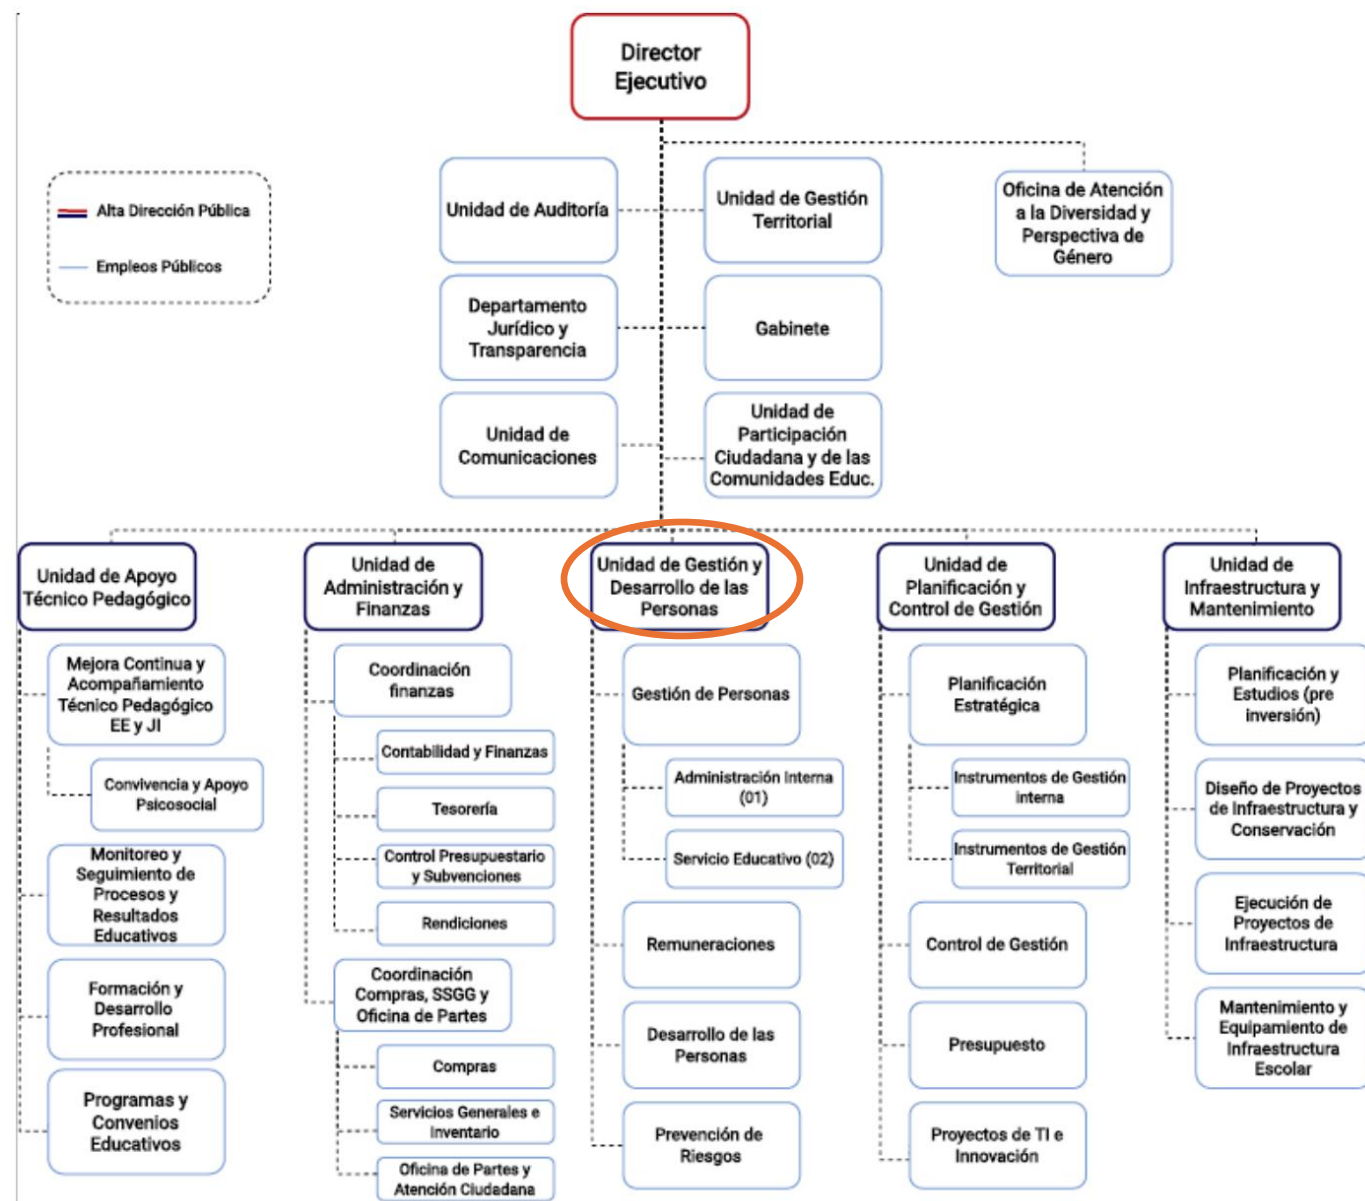 Director
Ejecutivo
Alta Dirección Pública
Empleos Públicos
Unidad de Auditoría
Unidad de Gestión
Territorial
Oficina de Atención
a la Diversidad y
Perspectiva de
Género
Departamento
Jurídico y
Transparencia
Gabinete
Unidad de
Comunicaciones
Unidad de
Participación
Ciudadana y de las
Comunidades Educ.
Unidad de Apoyo
Técnico Pedagógico
Unidad de
Administración y
Finanzas
Unidad de Gestión y
Desarrollo de las
Personas
Unidad de
Planificación y
Control de Gestión
Unidad de
Infraestructura y
Mantenimiento
Mejora Continua y
Acompañamiento
Técnico Pedagógico
EE y JI
Convivencia y Apoyo
Psicosocial
Monitoreo y
Seguimiento de
Procesos y
Resultados
Educativos
Formación y
Desarrollo
Profesional
Programas y
Convenios
Educativos
Coordinación
finanzas
Contabilidad y Finanzas
Tesorería
Control Presupuestario
y Subvenciones
Rendiciones
Coordinación
Compras, SSGG y
Oficina de Partes
Compras
Servicios Generales e
Inventario
Oficina de Partes y
Atención Ciudadana
Gestión de Personas
Administración Interna
(01)
Servicio Educativo (02)
Remuneraciones
Desarrollo de las
Personas
Prevención de
Riesgos
Planificación
Estratégica
Instrumentos de Gestión
interna
Instrumentos de Gestión
Territorial
Control de Gestión
Presupuesto
Proyectos de TI e
Innovación
Planificación y
Estudios (pre
inversión)
Diseño de Proyectos
de Infraestructura y
Conservación
Ejecución de
Proyectos de
Infraestructura
Mantenimiento y
Equipamiento de
Infraestructura
Escolar